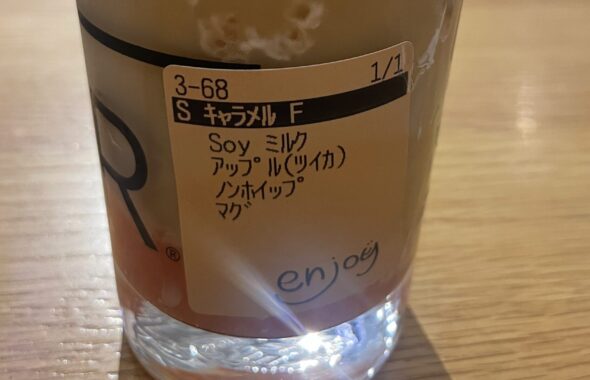 3-68 1/1
S キャラメル F
Soy ミルク
アップル(ツイカ)
ノンホイップ
マグ
enjoy
R
®